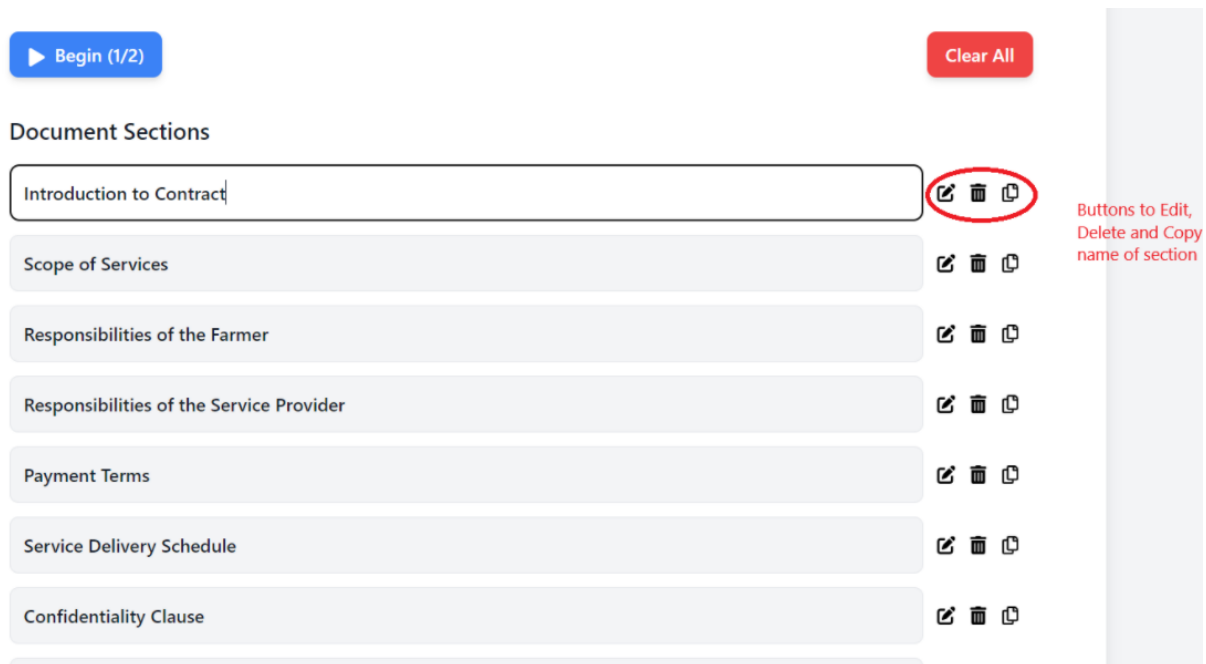 Begin (1/2)
Clear All
Document Sections
Introduction to Contract
Buttons to Edit,
Delete and Copy
name of section
Scope of Services
Responsibilities of the Farmer
Responsibilities of the Service Provider
Payment Terms
Service Delivery Schedule
Confidentiality Clause